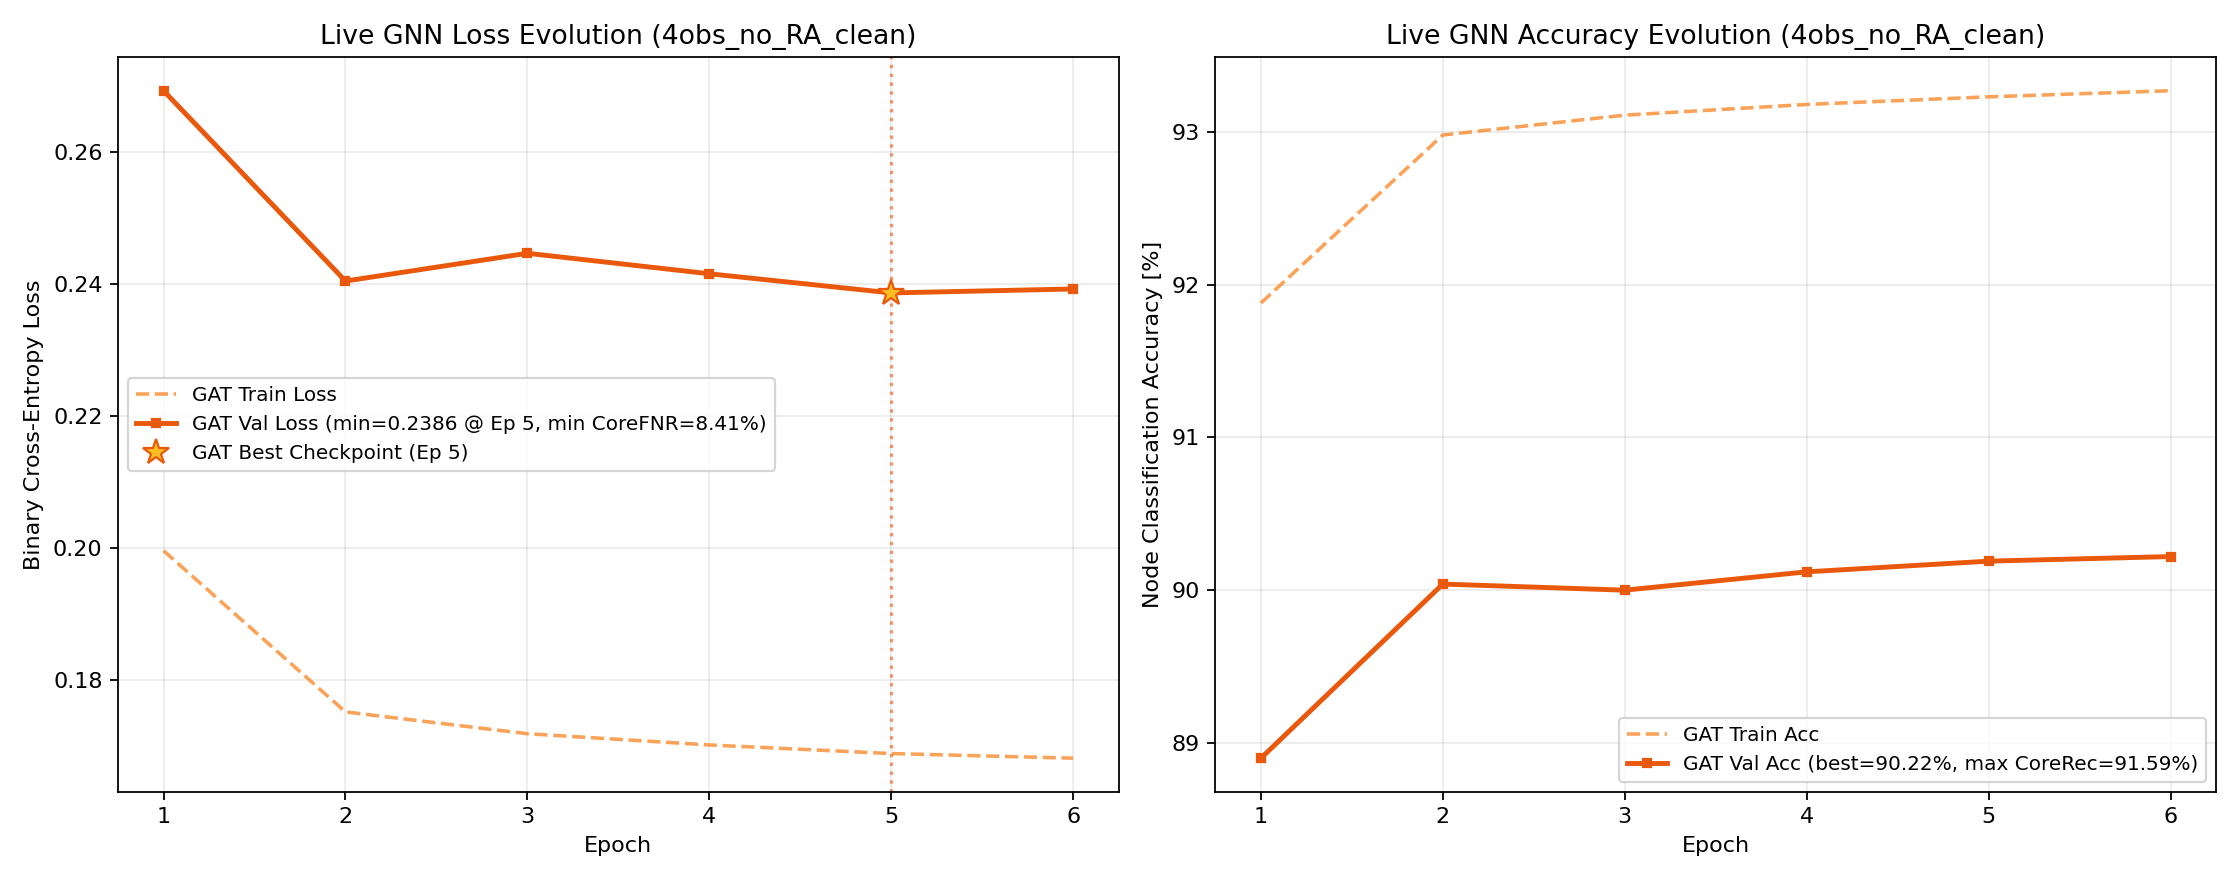 Live GNN Loss Evolution (4obs_no_RA_clean)
Binary Cross-Entropy Loss
0.26
0.24
0.22
0.20
0.18
GAT Train Loss
GAT Val Loss (min=0.2386 @ Ep 5, min CoreFNR=8.41%)
GAT Best Checkpoint (Ep 5)
1 2 3 4 5 6
Epoch
Live GNN Accuracy Evolution (4obs_no_RA_clean)
Node Classification Accuracy [%]
93
92
91
90
89
GAT Train Acc
GAT Val Acc (best=90.22%, max CoreRec=91.59%)
1 2 3 4 5 6
Epoch